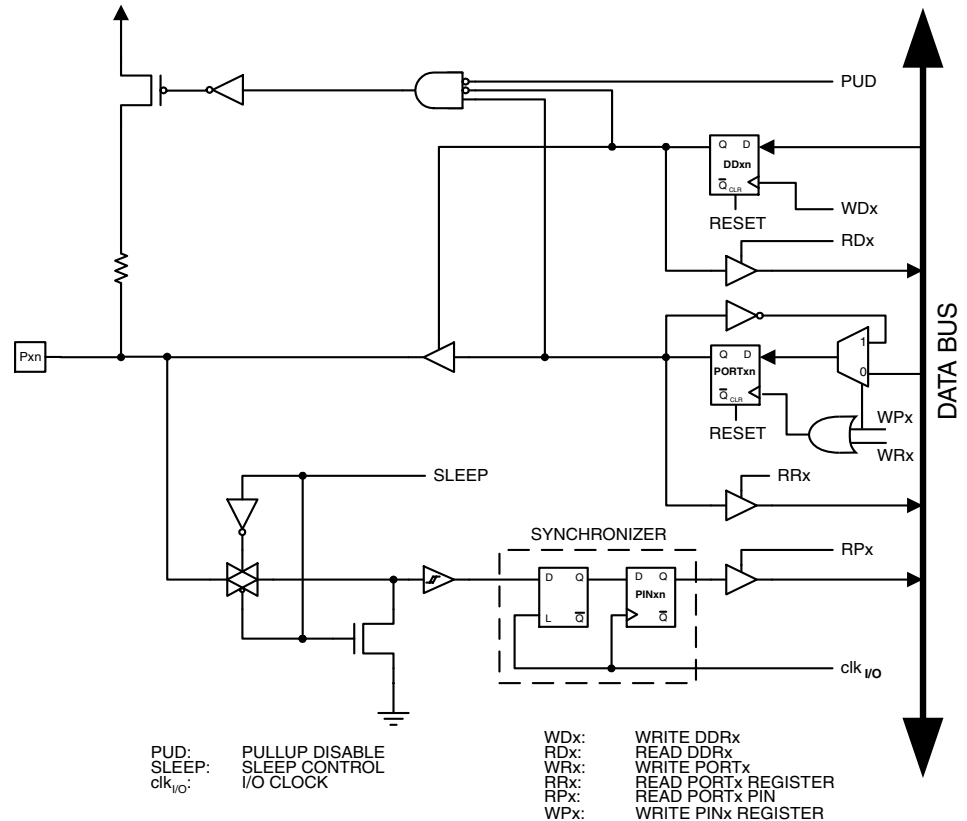 PUD
Q D
DDxn
Q CLR
WDx
RESET
RDx
Pxn
1
Q D
PORTxn
0
Q CLR
WPx
RESET
WRx
DATA BUS
SLEEP
RRx
SYNCHRONIZER
RPx
D Q
D Q
PINxn
L Q
Q
clk I/O
WDx: WRITE DDRx
PUD: PULLUP DISABLE
RDx: READ DDRx
SLEEP: SLEEP CONTROL
WRx: WRITE PORTx
clkI/O: I/O CLOCK
RRx: READ PORTx REGISTER
RPx: READ PORTx PIN
WPx: WRITE PINx REGISTER